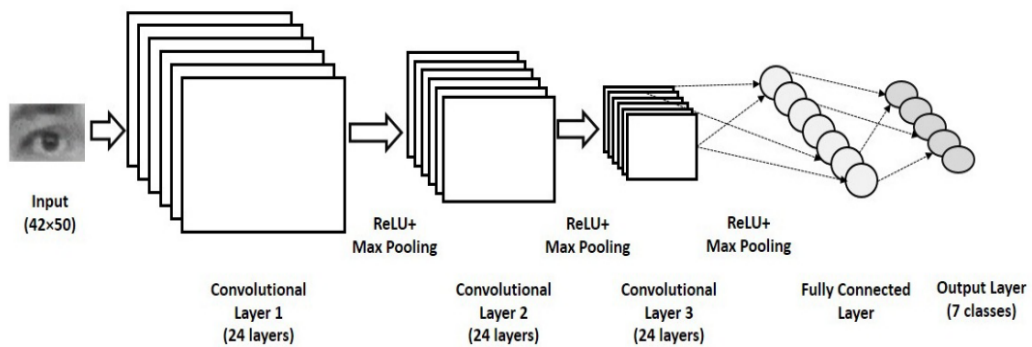 Input
(42×50)
ReLU+
Max Pooling
ReLU+
Max Pooling
ReLU+
Max Pooling
Convolutional
Layer 1
(24 layers)
Convolutional
Layer 2
(24 layers)
Convolutional
Layer 3
(24 layers)
Fully Connected
Layer
Output Layer
(7 classes)